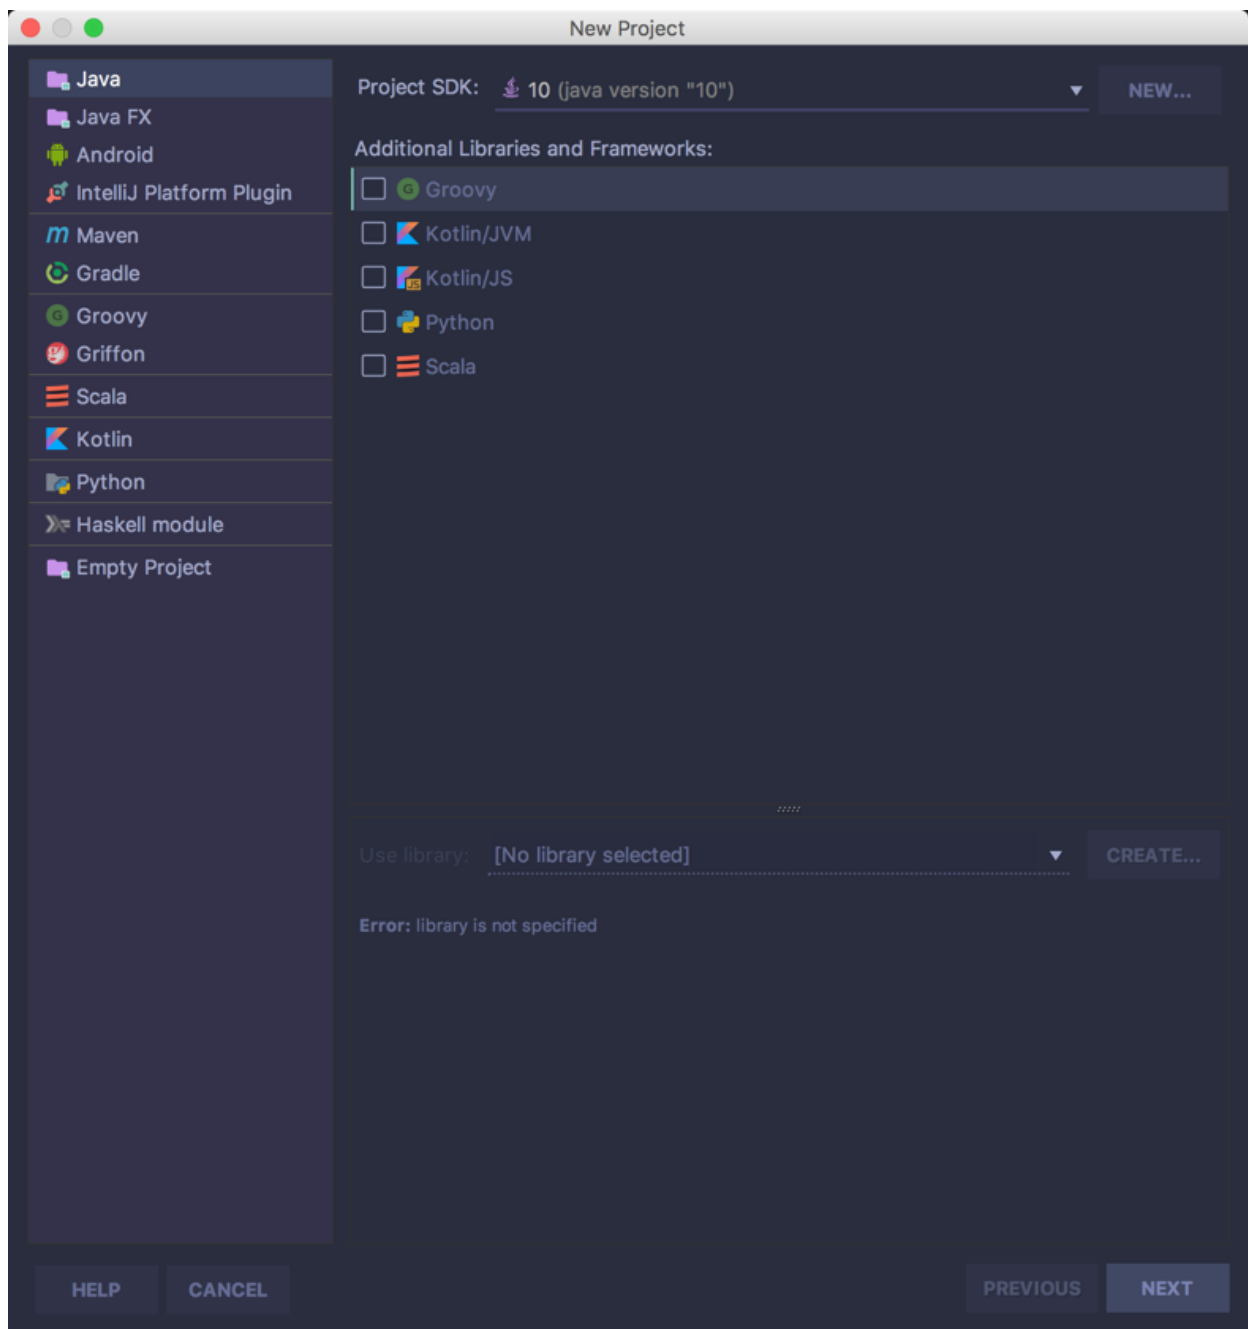 New Project
Java
Java FX
Android
IntelliJ Platform Plugin
Maven
Gradle
Groovy
Griffon
Scala
Kotlin
Python
Haskell module
Empty Project
Project SDK: 10 (java version "10") NEW...
Additional Libraries and Frameworks:
Groovy
Kotlin/JVM
Kotlin/JS
Python
Scala
Use library: [No library selected] CREATE...
Error: library is not specified
HELP CANCEL PREVIOUS NEXT